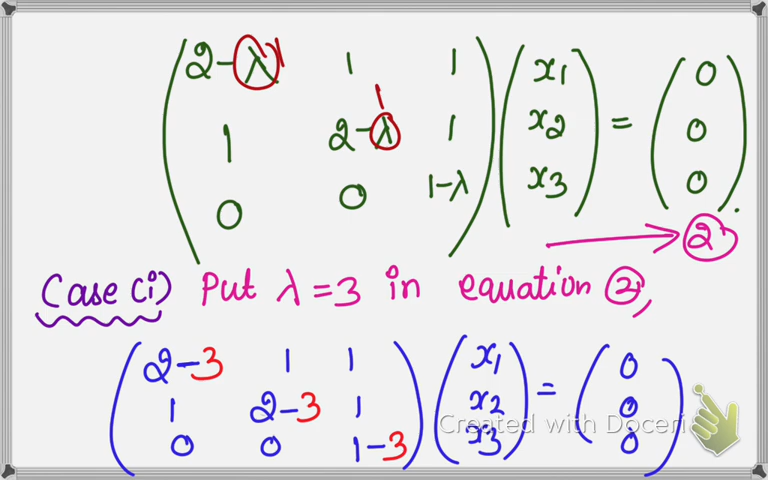 2-λ 1 1 x1 0
1 2-λ 1 x2 = 0
0 0 1-λ x3 0
2
Case (i) Put λ=3 in equation 2,
2-3 1 1 x1 0
1 2-3 1 x2 = 0
0 0 1-3 x3 0
Created with Doceri